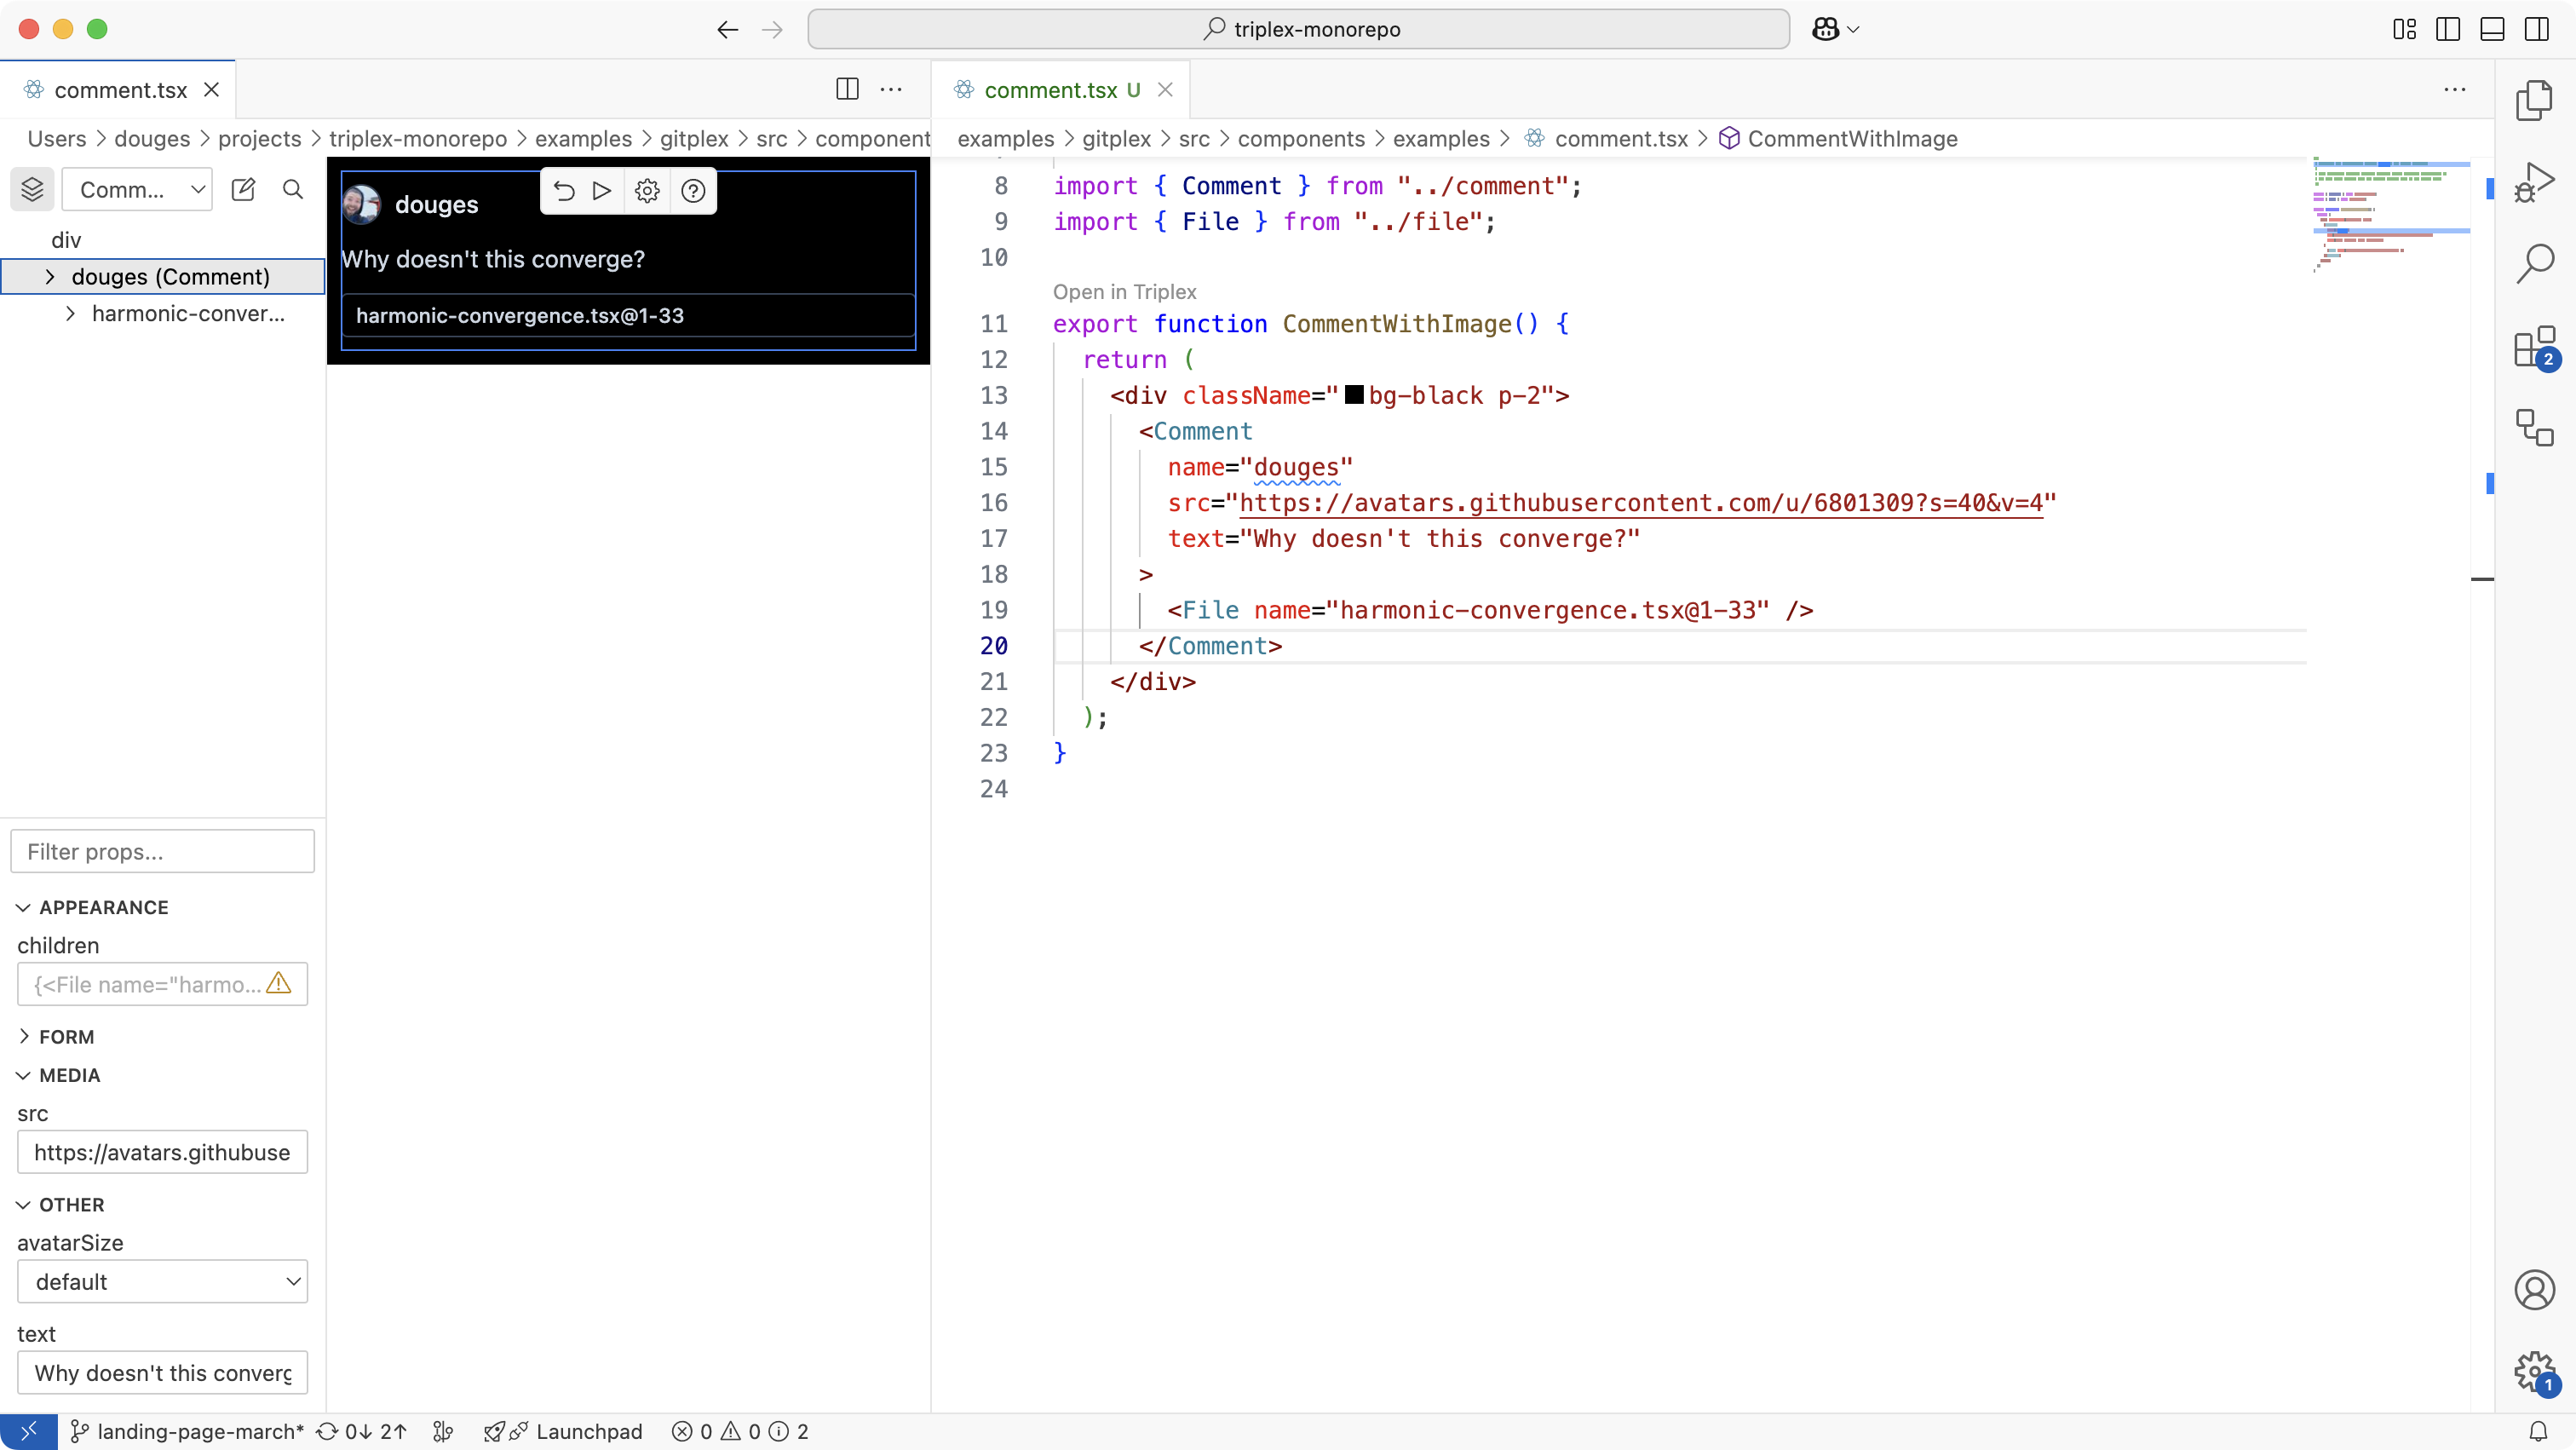 triplex-monorepo
comment.tsx
comment.tsx U
Users > douges > projects > triplex-monorepo > examples > gitplex > src > component
examples > gitplex > src > components > examples > comment.tsx > CommentWithImage
Comm...
div
douges (Comment)
harmonic-conver...
douges
Why doesn't this converge?
harmonic-convergence.tsx@1-33
8 import { Comment } from "../comment";
9 import { File } from "../file";
10
Open in Triplex
11 export function CommentWithImage() {
12 return (
13 <div className="bg-black p-2">
14 <Comment
15 name="douges"
16 src="https://avatars.githubusercontent.com/u/6801309?s=40&v=4"
17 text="Why doesn't this converge?"
18 >
19 <File name="harmonic-convergence.tsx@1-33" />
20 </Comment>
21 </div>
22 );
23 }
24
Filter props...
APPEARANCE
children
{<File name="harmo...
FORM
MEDIA
src
https://avatars.githubuse
OTHER
avatarSize
default
text
Why doesn't this converg
2
1
landing-page-march* 0↓ 2↑ Launchpad 0 0 2